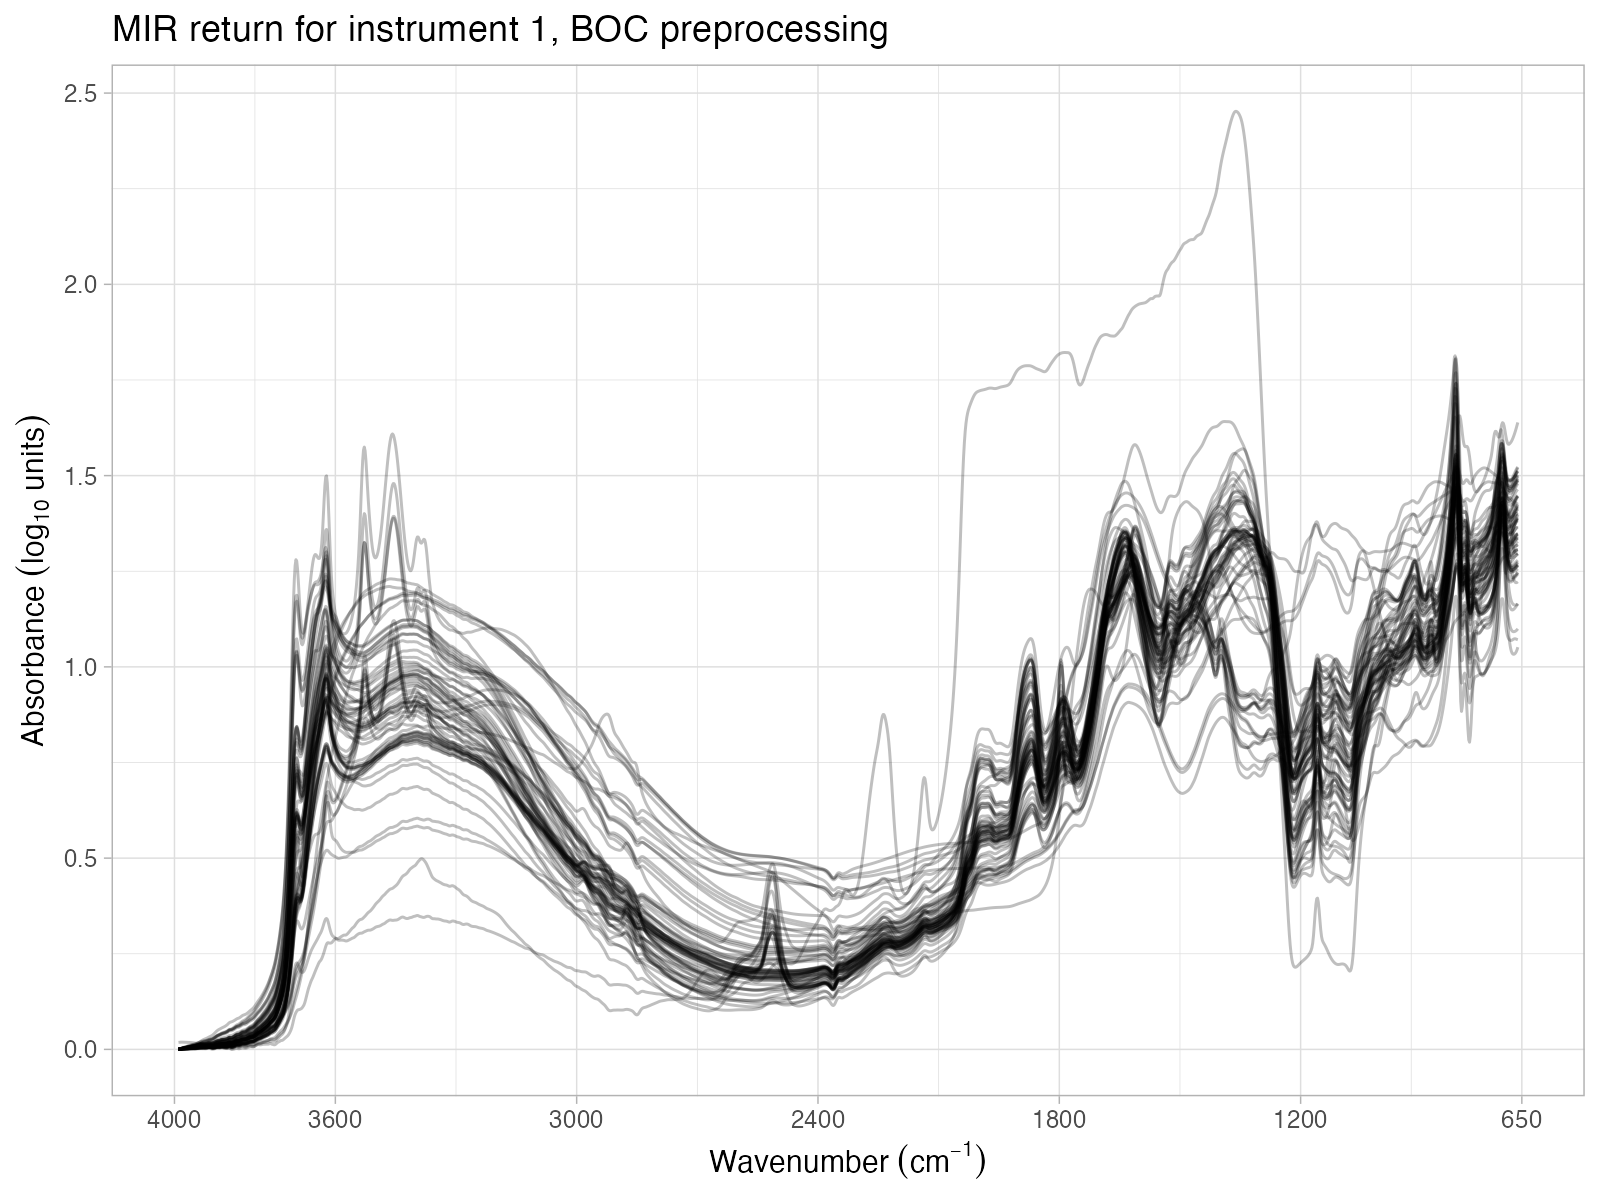 MIR return for instrument 1, BOC preprocessing
2.5
2.0
1.5
1.0
0.5
0.0
Absorbance (log₁₀ units)
4000 3600 3000 2400 1800 1200 650
Wavenumber (cm⁻¹)